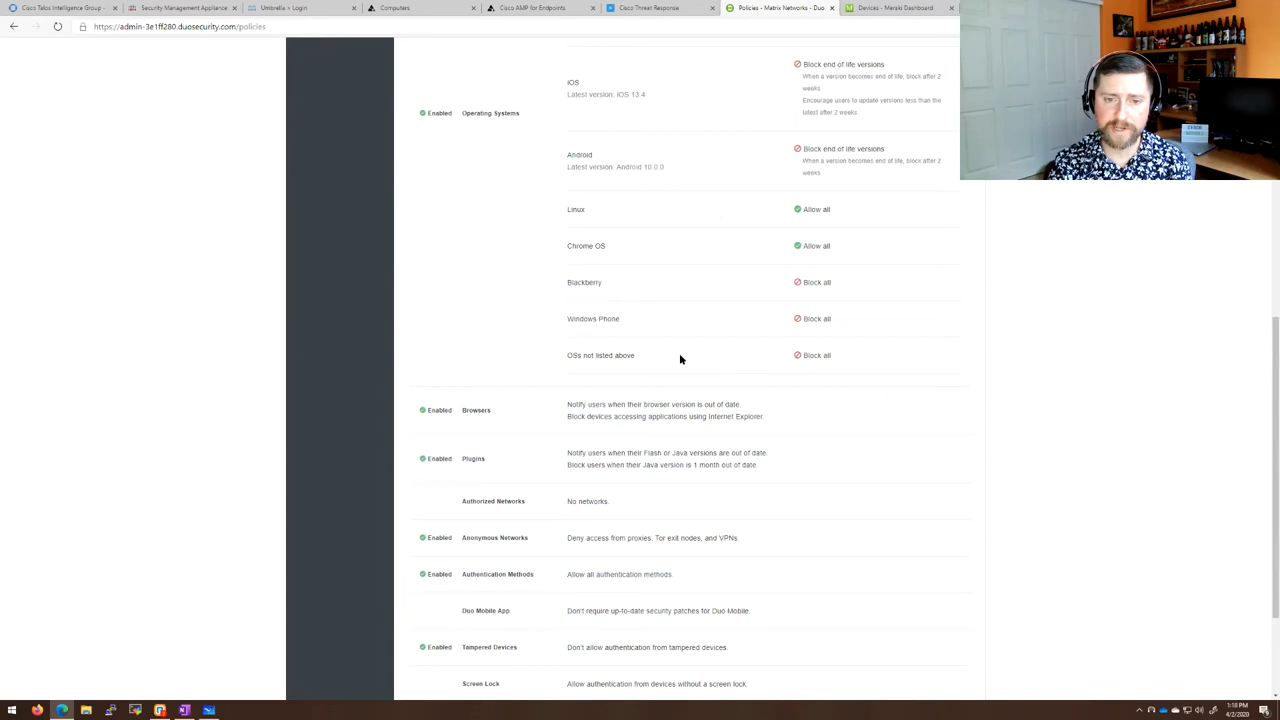 Cisco Talos Intelligence Group -
Security Management Appliance
Umbrella > Login
Computers
Cisco AMP for Endpoints
Cisco Threat Response
Policies - Matrix Networks - Duo
Devices - Meraki Dashboard
https://admin-3e1ff280.duosecurity.com/policies
Block end of life versions
iOS
When a version becomes end of life, block after 2
weeks
Latest version: iOS 13.4
Encourage users to update versions less than the
latest after 2 weeks
Enabled Operating Systems
Android
Block end of life versions
Latest version: Android 10.0.0
When a version becomes end of life, block after 2
weeks
Linux Allow all
Chrome OS Allow all
Blackberry Block all
Windows Phone Block all
OSs not listed above Block all
Enabled Browsers
Notify users when their browser version is out of date.
Block devices accessing applications using Internet Explorer.
Enabled Plugins
Notify users when their Flash or Java versions are out of date.
Block users when their Java version is 1 month out of date.
Authorized Networks No networks.
Enabled Anonymous Networks Deny access from proxies, Tor exit nodes, and VPNs.
Enabled Authentication Methods Allow all authentication methods.
Duo Mobile App Don't require up-to-date security patches for Duo Mobile.
Enabled Tampered Devices Don't allow authentication from tampered devices.
Screen Lock Allow authentication from devices without a screen lock.
1:18 PM
4/2/2020